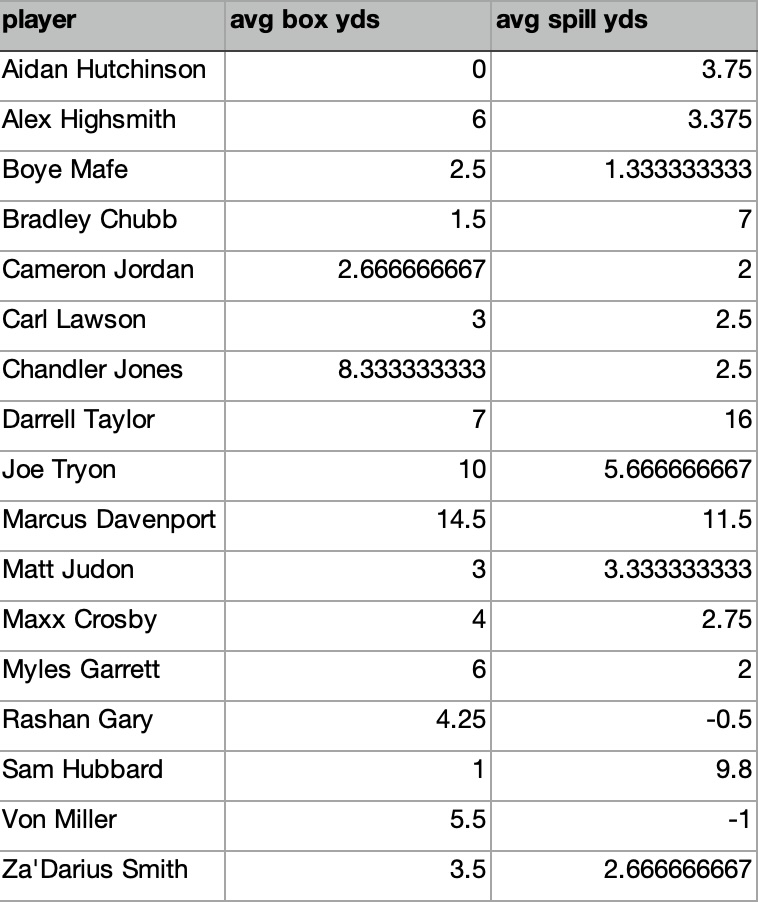 player avg box yds avg spill yds
Aidan Hutchinson 0 3.75
Alex Highsmith 6 3.375
Boye Mafe 2.5 1.333333333
Bradley Chubb 1.5 7
Cameron Jordan 2.666666667 2
Carl Lawson 3 2.5
Chandler Jones 8.333333333 2.5
Darrell Taylor 7 16
Joe Tryon 10 5.666666667
Marcus Davenport 14.5 11.5
Matt Judon 3 3.333333333
Maxx Crosby 4 2.75
Myles Garrett 6 2
Rashan Gary 4.25 -0.5
Sam Hubbard 1 9.8
Von Miller 5.5 -1
Za'Darius Smith 3.5 2.666666667